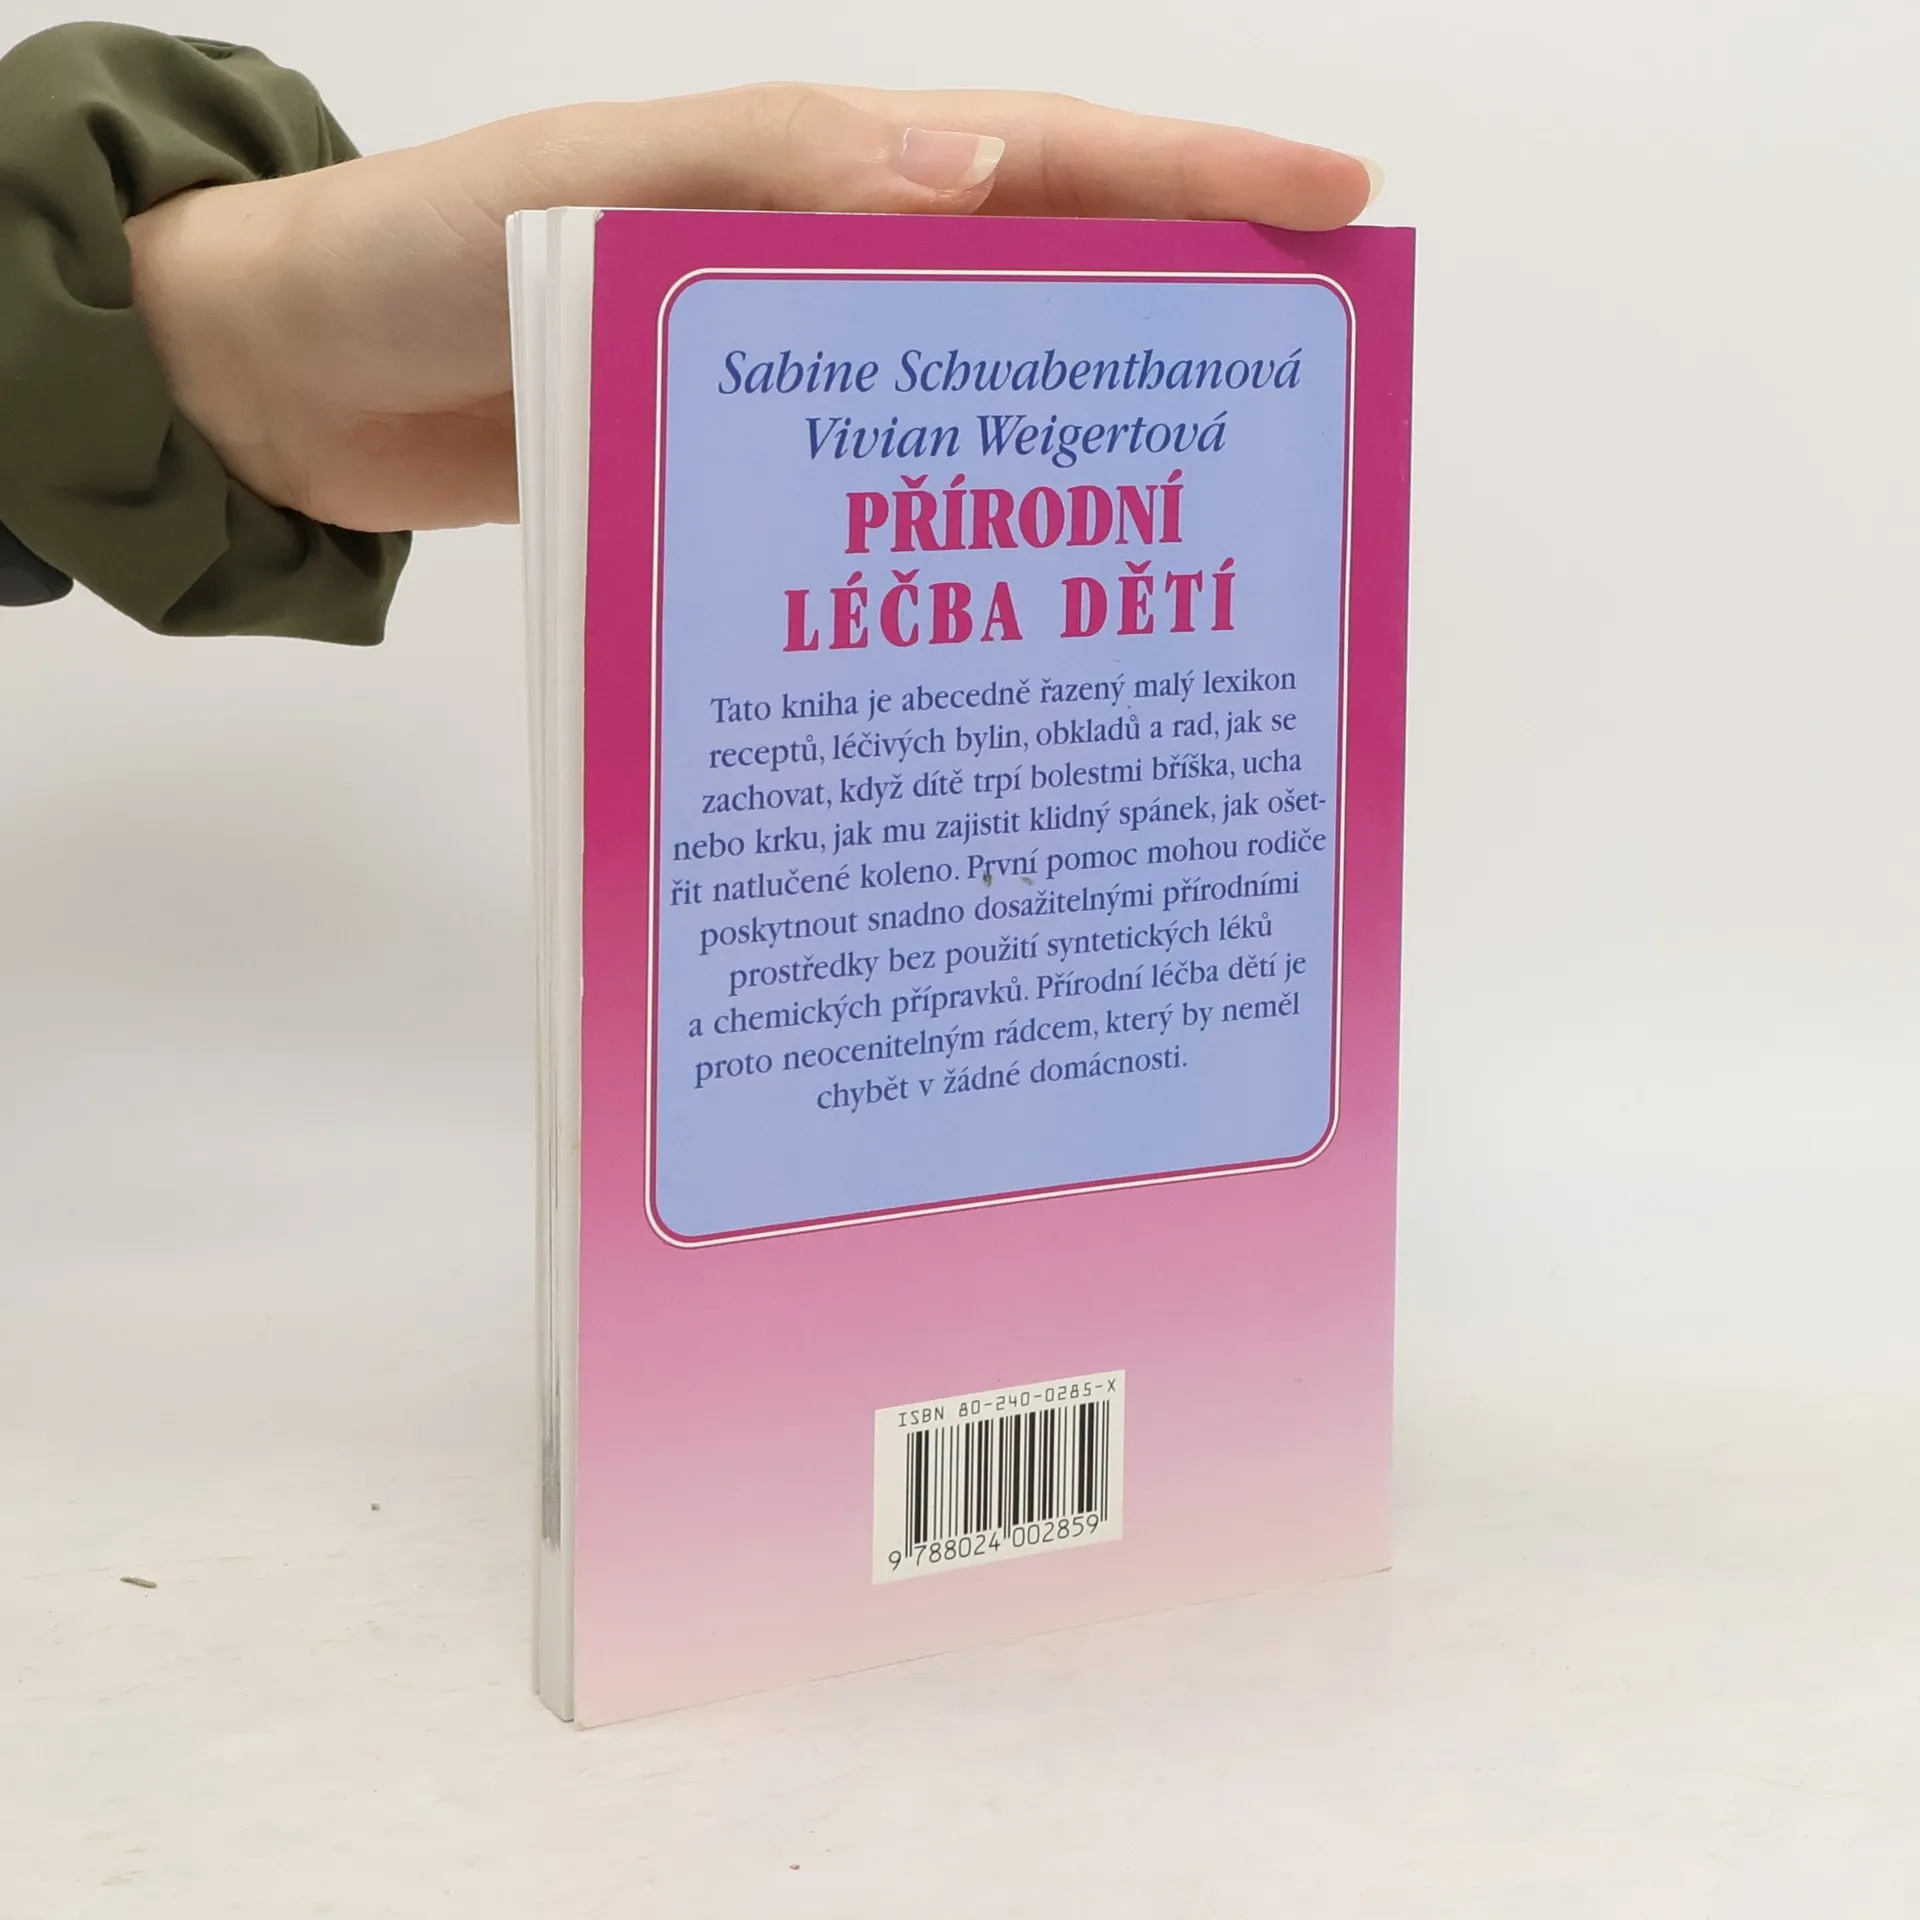 Sabine Schwabenthanová
Vivian Weigertová
PŘÍRODNÍ
LÉČBA DĚTÍ
Tato kniha je abecedně řazený malý lexikon
receptů, léčivých bylin, obkladů a rad, jak se
zachovat, když dítě trpí bolestmi bříška, ucha
nebo krku, jak mu zajistit klidný spánek, jak ošet-
řit natlučené koleno. První pomoc mohou rodiče
poskytnout snadno dosažitelnými přírodními
prostředky bez použití syntetických léků
a chemických přípravků. Přírodní léčba dětí je
proto neocenitelným rádcem, který by neměl
chybět v žádné domácnosti.
ISBN 80-240-0285-X
9 788024 002859